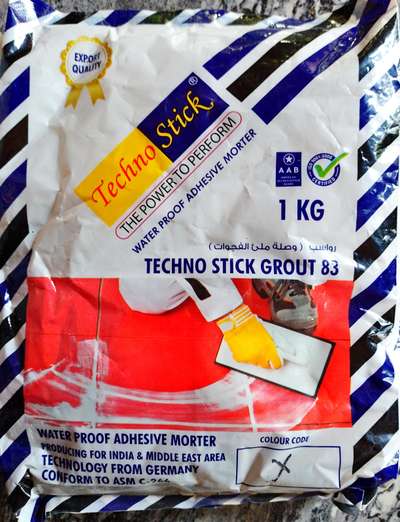 EXPORT
QUALITY
Techno Stick®
THE POWER TO PERFORM
WATER PROOF ADHESIVE MORTER
AAB
CERTIFIED
1 KG
رواسب ( وصلة ملئ الفجوات )
TECHNO STICK GROUT 83
WATER PROOF ADHESIVE MORTER
PRODUCING FOR INDIA & MIDDLE EAST AREA
TECHNOLOGY FROM GERMANY
CONFORM TO ASM
COLOUR CODE
X